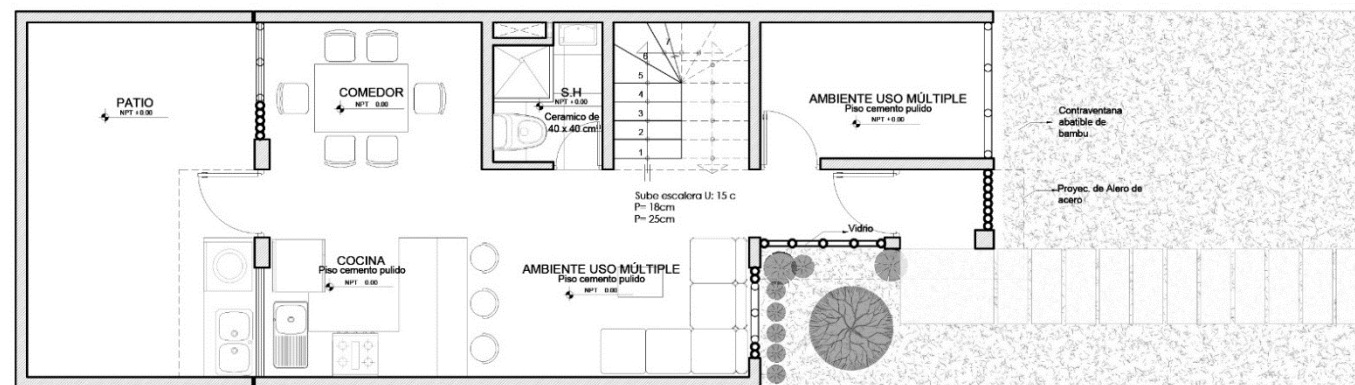 PATIO
NPT +0.00
COMEDOR
NPT 0.00
S.H
NPT +0.00
Ceramico de
40 x 40 cm
7
6
5
4
3
2
1
Sube escalera U: 15 c
P= 18cm
P= 25cm
AMBIENTE USO MÚLTIPLE
Piso cemento pulido
NPT +0.00
Contraventana
abatible de
bambu
Proyec. de Alero de
acero
Vidrio
COCINA
Piso cemento pulido
NPT 0.00
AMBIENTE USO MÚLTIPLE
Piso cemento pulido
NPT 0.00